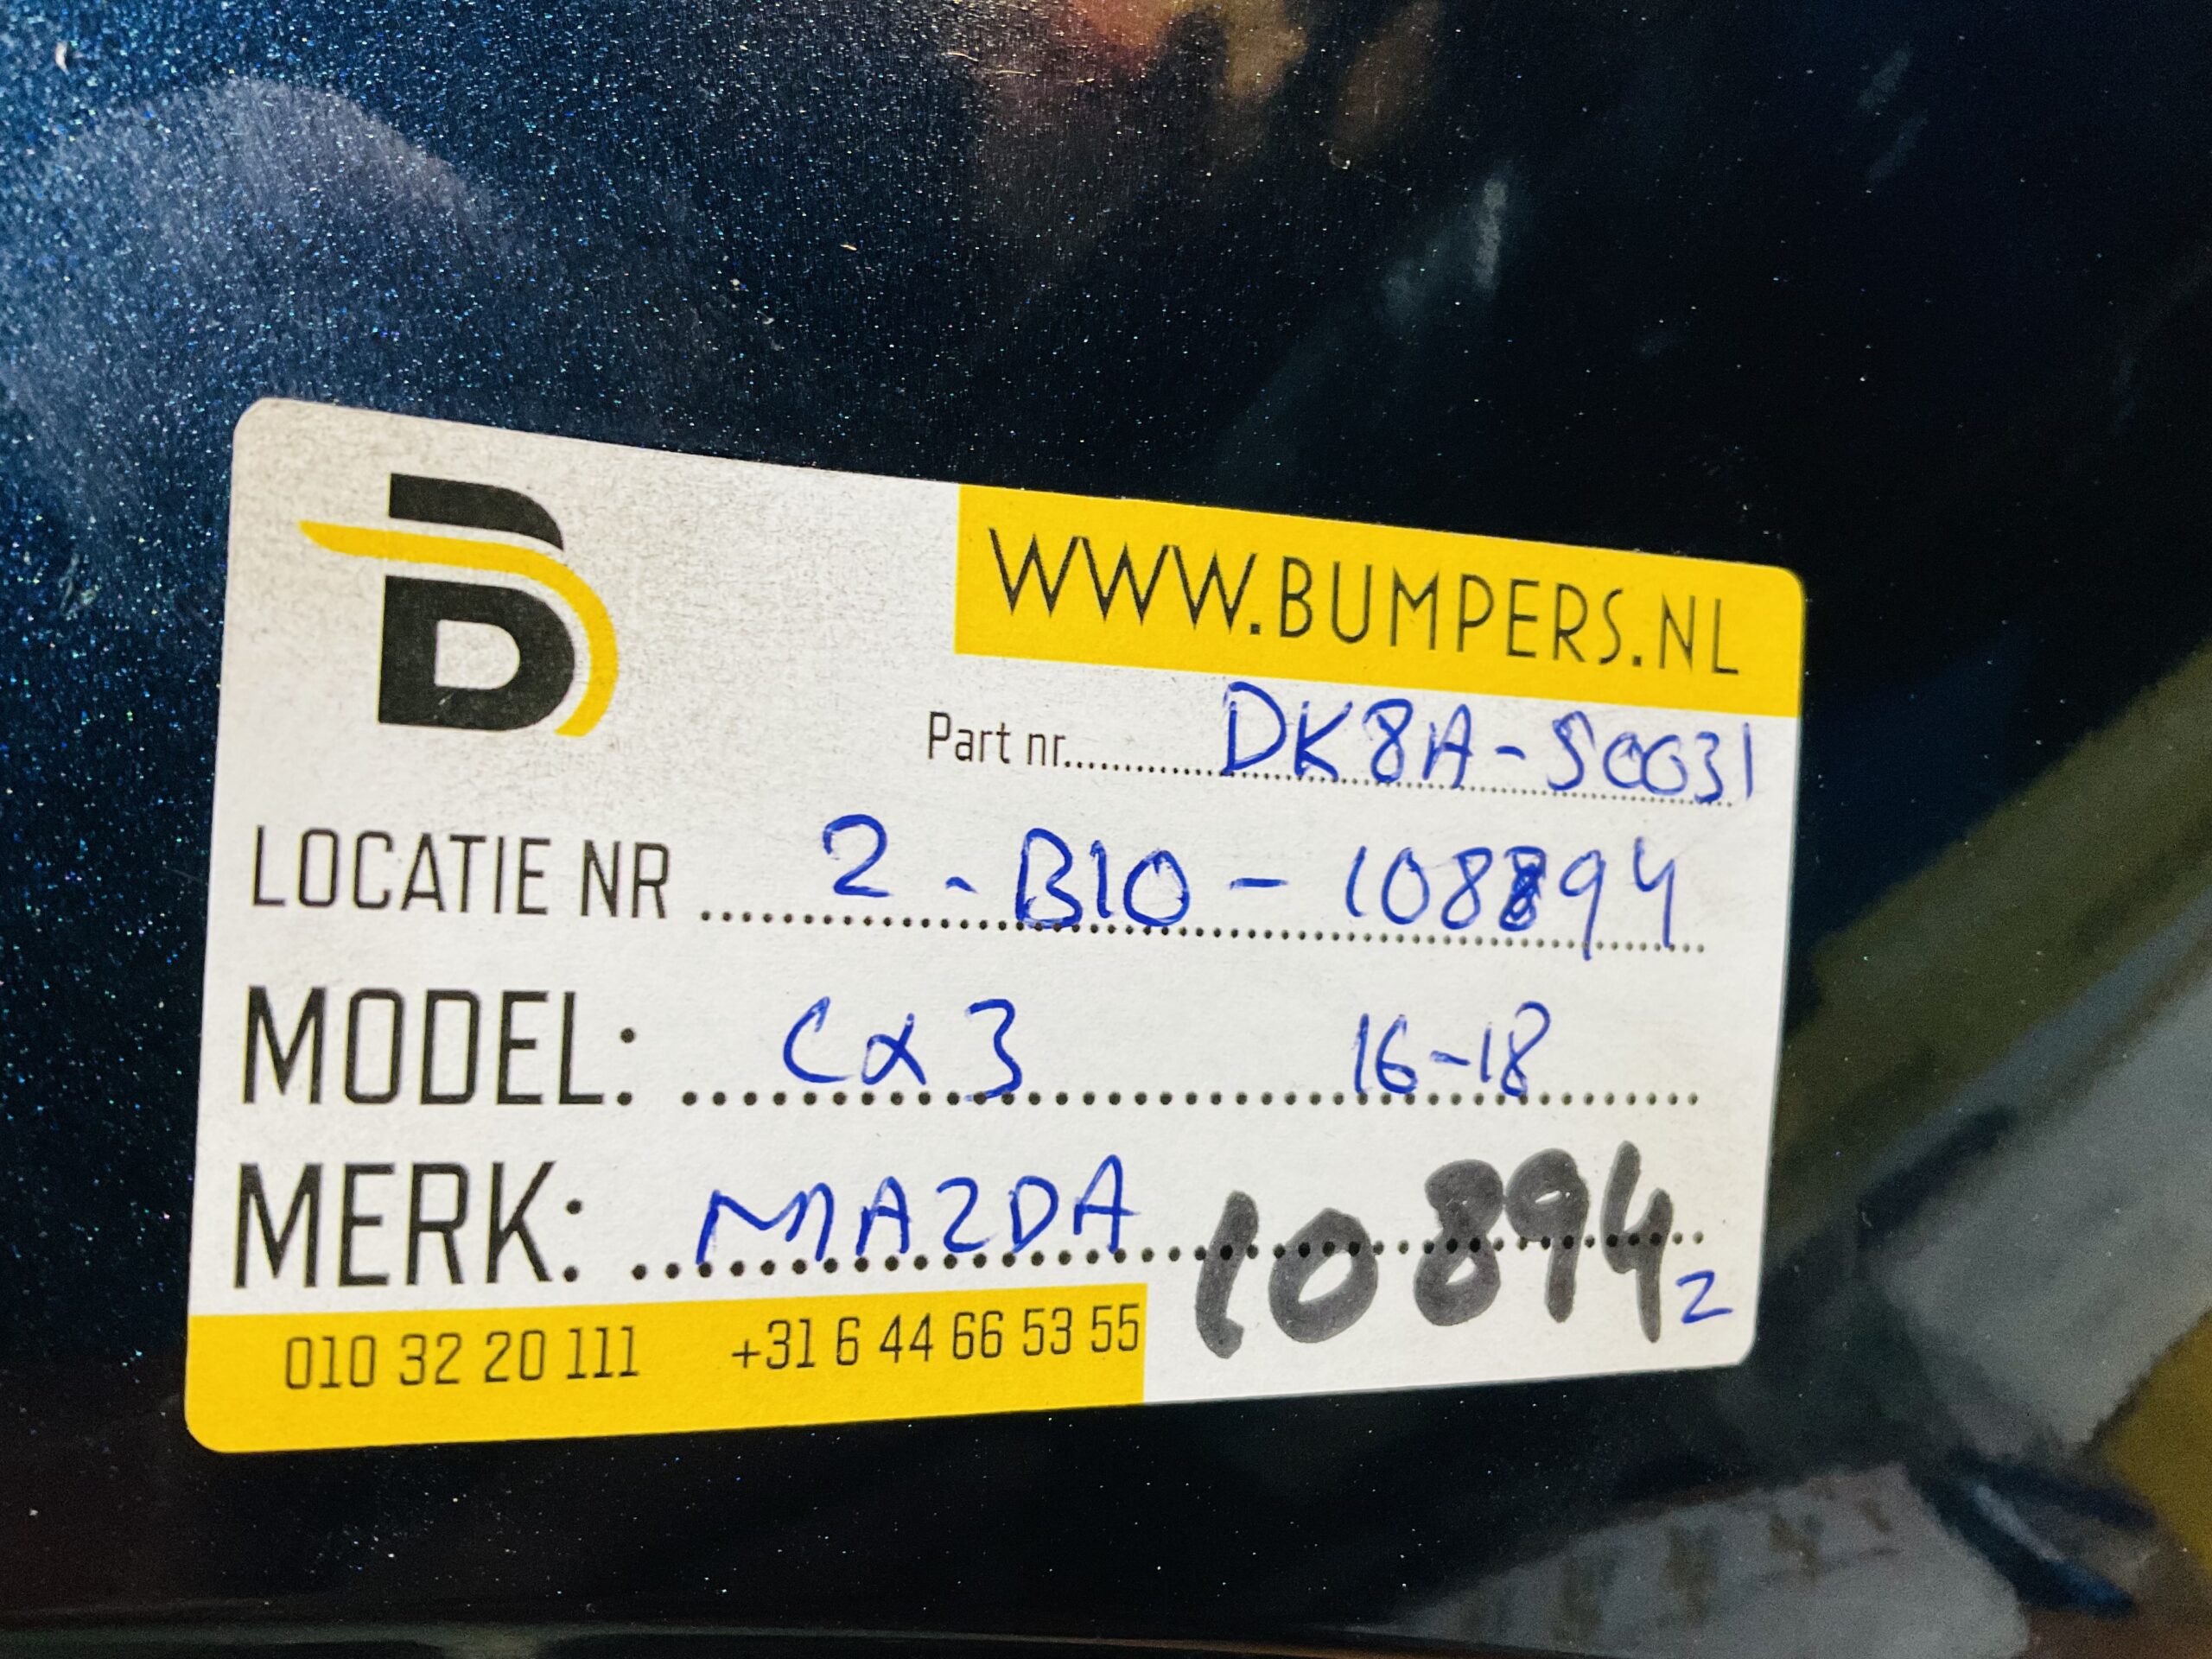 WWW.BUMPERS.NL
Part nr. DK8A-50031
LOCATIE NR 2-B10-108894
MODEL: CX3 16-18
MERK: MAZDA 10894 2
010 32 20 111 +31 6 44 66 53 55